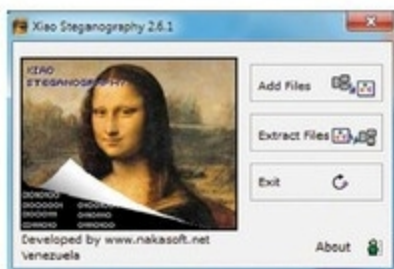 Xiao Steganography 2.6.1
XIAO
STEGANOGRAPHY
Add Files
Extract Files
Exit
Developed by www.nakasoft.net
Venezuela
About